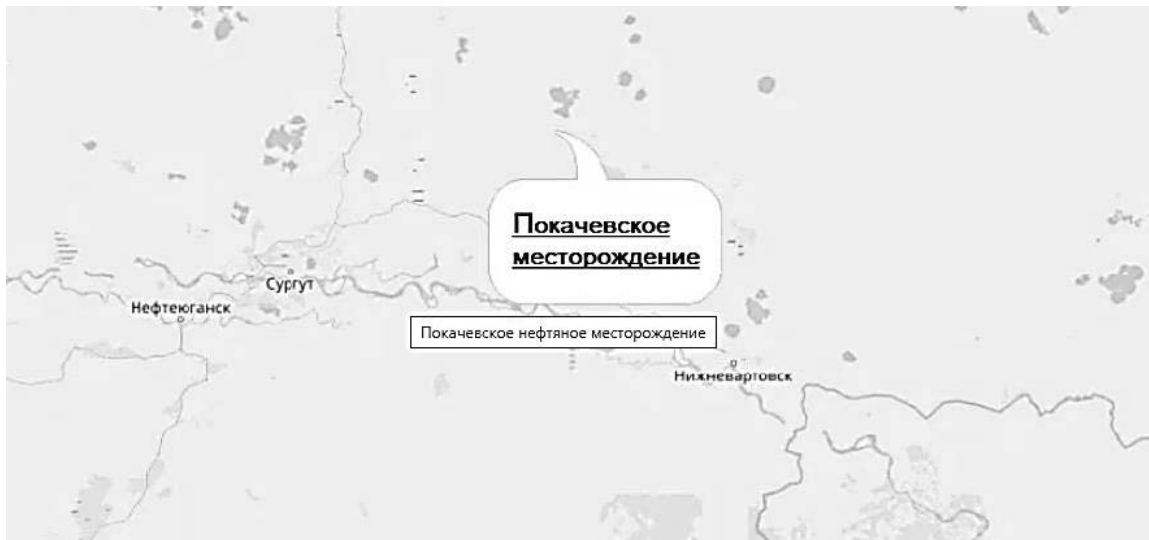 Покачевское
месторождение
Сургут
Нефтеюганск
Покачевское нефтяное месторождение
Нижневартовск